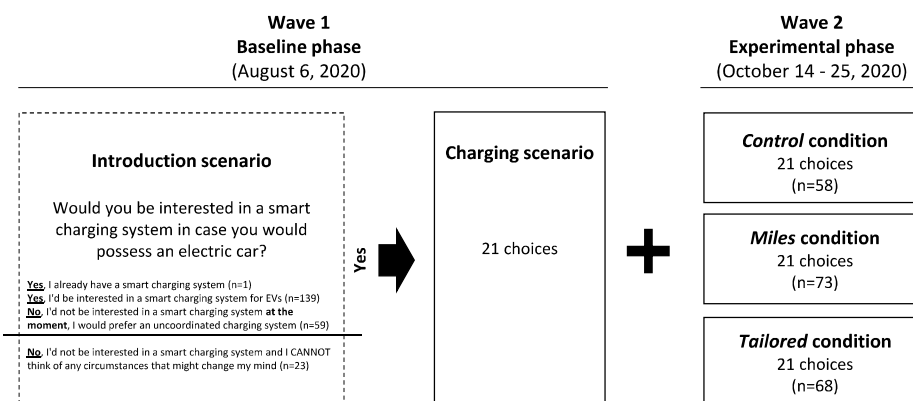 Wave 1
Baseline phase
(August 6, 2020)
Wave 2
Experimental phase
(October 14 - 25, 2020)
Introduction scenario
Would you be interested in a smart
charging system in case you would
possess an electric car?
Yes, I already have a smart charging system (n=1)
Yes, I'd be interested in a smart charging system for EVs (n=139)
No, I'd not be interested in a smart charging system at the
moment, I would prefer an uncoordinated charging system (n=59)
No, I'd not be interested in a smart charging system and I CANNOT
think of any circumstances that might change my mind (n=23)
Yes
Charging scenario
21 choices
+
Control condition
21 choices
(n=58)
Miles condition
21 choices
(n=73)
Tailored condition
21 choices
(n=68)